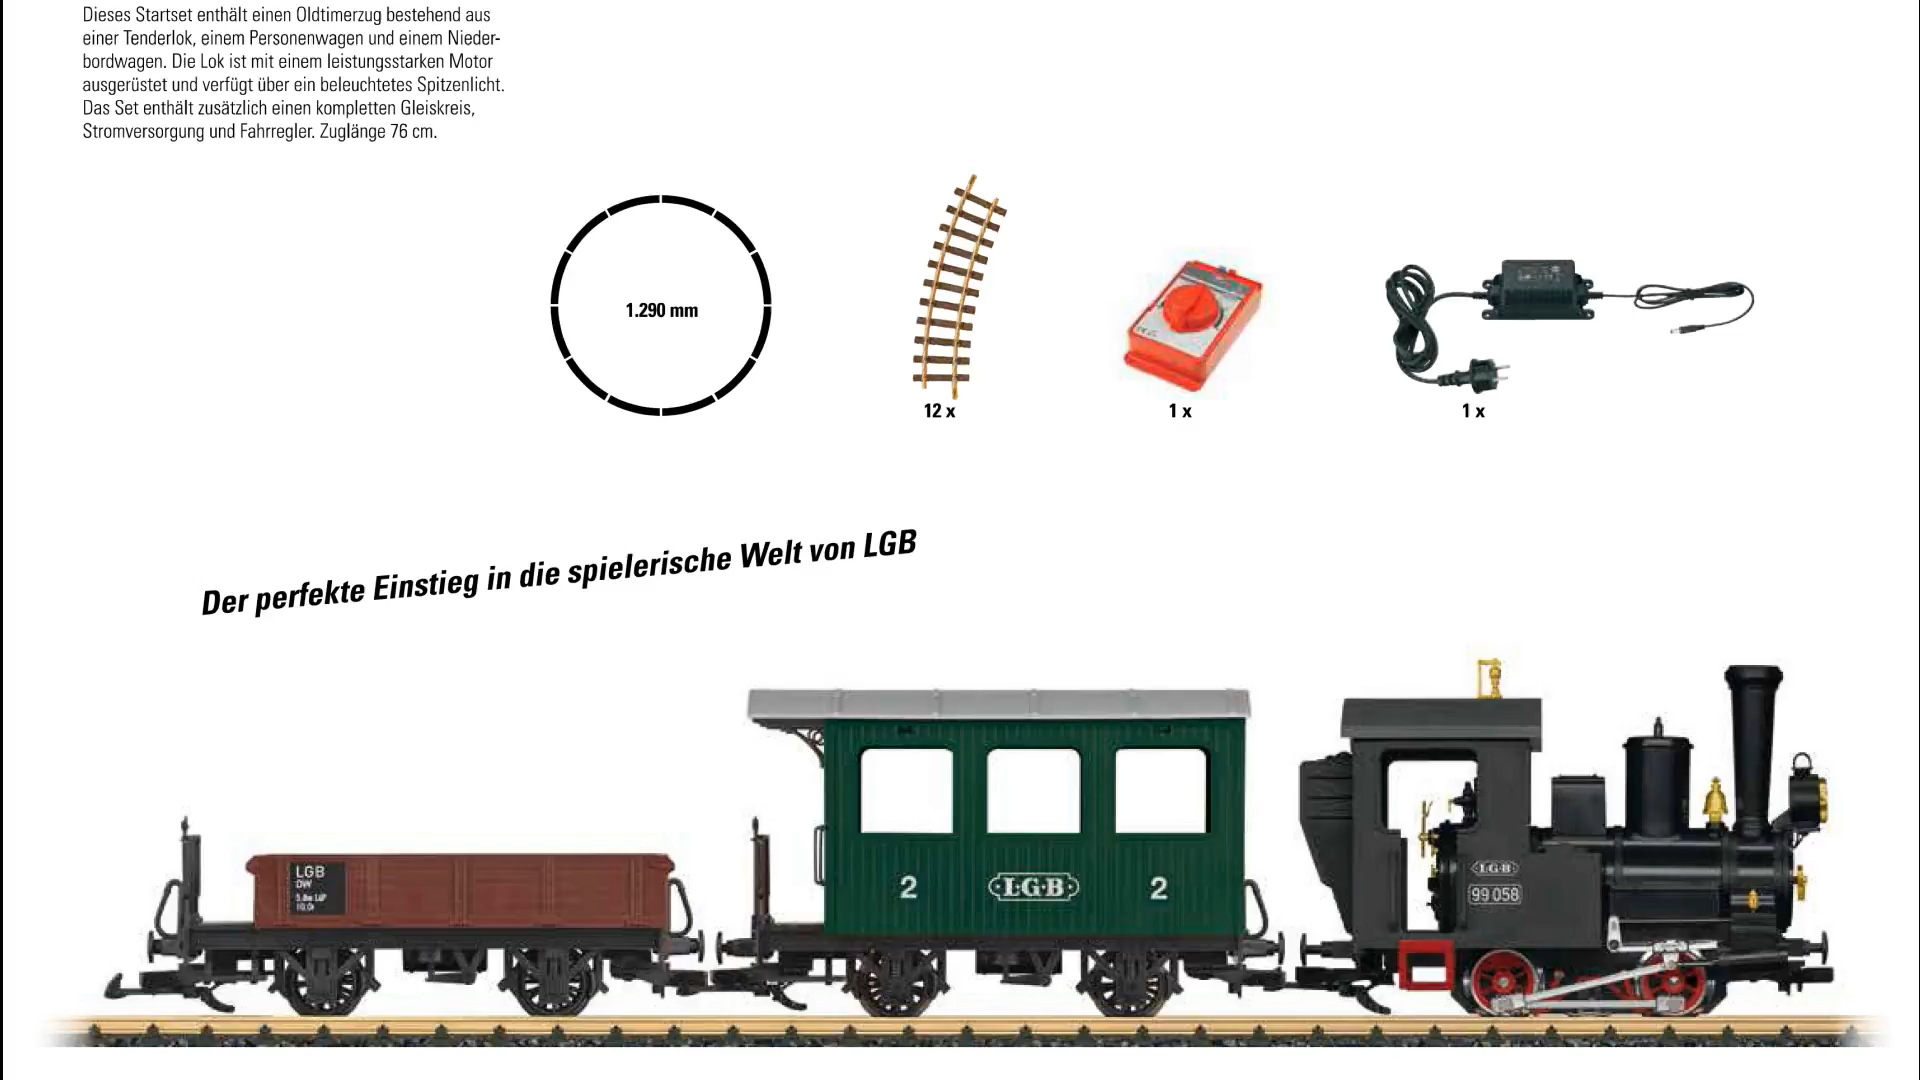 Dieses Startset enthält einen Oldtimerzug bestehend aus
einer Tenderlok, einem Personenwagen und einem Nieder-
bordwagen. Die Lok ist mit einem leistungsstarken Motor
ausgerüstet und verfügt über ein beleuchtetes Spitzenlicht.
Das Set enthält zusätzlich einen kompletten Gleiskreis,
Stromversorgung und Fahrregler. Zuglänge 76 cm.
1.290 mm
12 x
1 x
1 x
Der perfekte Einstieg in die spielerische Welt von LGB
LGB
OW
10,0t
2
L·G·B
2
L·G·B
99 058